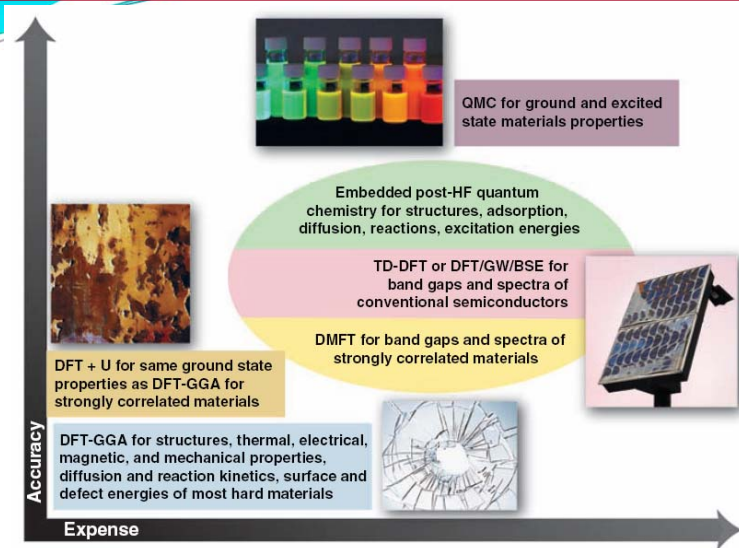 QMC for ground and excited
state materials properties
Embedded post-HF quantum
chemistry for structures, adsorption,
diffusion, reactions, excitation energies
TD-DFT or DFT/GW/BSE for
band gaps and spectra of
conventional semiconductors
DMFT for band gaps and spectra of
strongly correlated materials
DFT + U for same ground state
properties as DFT-GGA for
strongly correlated materials
DFT-GGA for structures, thermal, electrical,
magnetic, and mechanical properties,
diffusion and reaction kinetics, surface and
defect energies of most hard materials
Accuracy
Expense